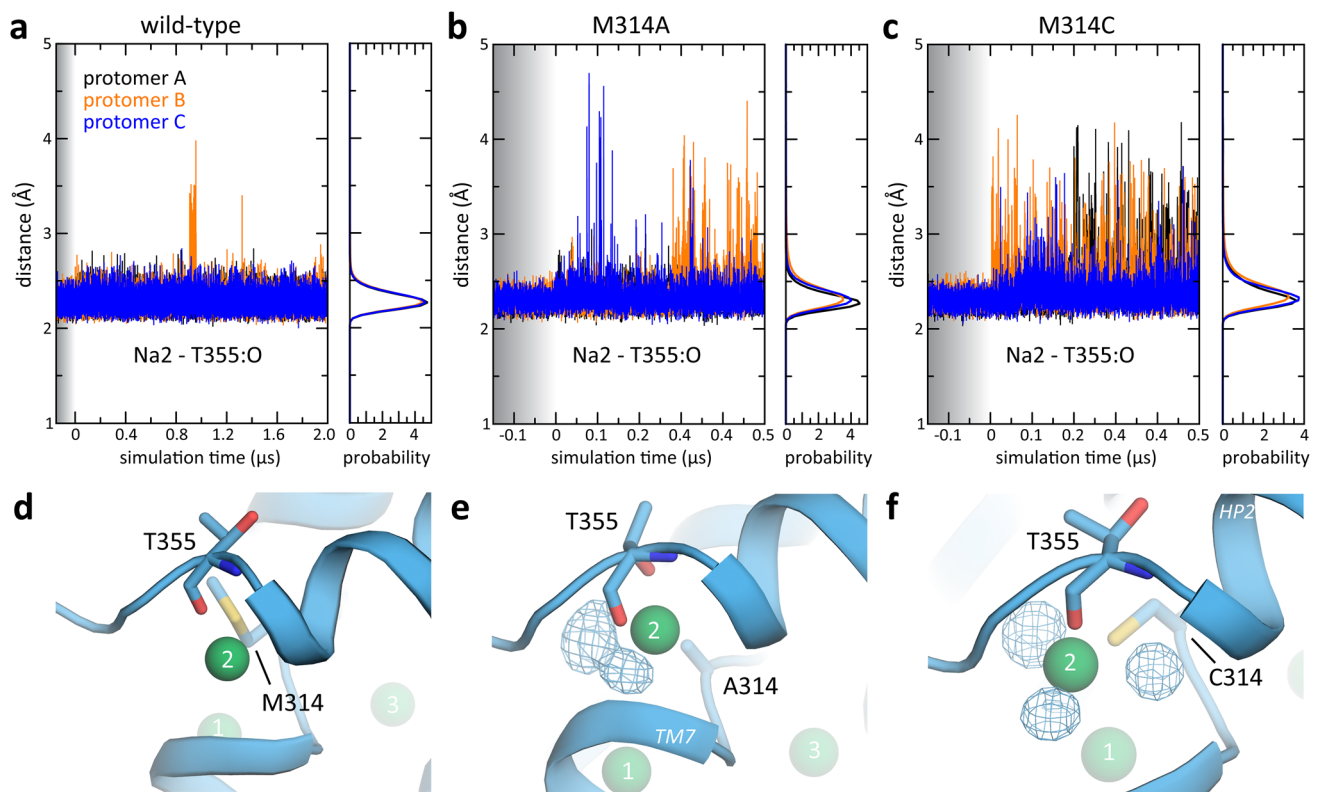 a
wild-type
b
M314A
c
M314C
5
4
3
2
1
distance (Å)
protomer A
protomer B
protomer C
Na2 - T355:O
0 0.4 0.8 1.2 1.6 2.0
simulation time (µs)
0 2 4
probability
5
4
3
2
1
distance (Å)
Na2 - T355:O
-0.1 0 0.1 0.2 0.3 0.4 0.5
simulation time (µs)
0 2 4
probability
5
4
3
2
1
distance (Å)
Na2 - T355:O
-0.1 0 0.1 0.2 0.3 0.4 0.5
simulation time (µs)
0 2 4
probability
d
T355
2
M314
1
3
e
T355
2
A314
TM7
1
3
f
HP2
T355
2
C314
1